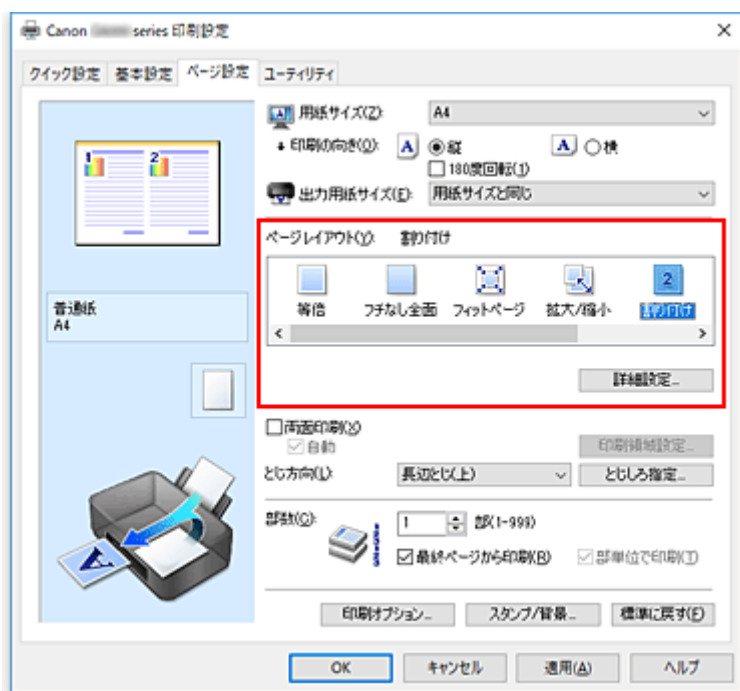 Canon series 印刷設定
クイック設定 基本設定 ページ設定 ユーティリティ
1 2
普通紙
A4
用紙サイズ(Z): A4
印刷の向き(O): A 縦 A 横
180度回転(1)
出力用紙サイズ(E): 用紙サイズと同じ
ページレイアウト(Y): 割り付け
2
等倍 フチなし全面 フィットページ 拡大/縮小 割り付け
詳細設定...
両面印刷(X)
自動 印刷領域設定...
とじ方向(L): 長辺とじ(上) とじしろ指定...
部数(C): 1 部(1-999)
最終ページから印刷(R) 部単位で印刷(T)
印刷オプション... スタンプ/背景... 標準に戻す(F)
OK キャンセル 適用(A) ヘルプ